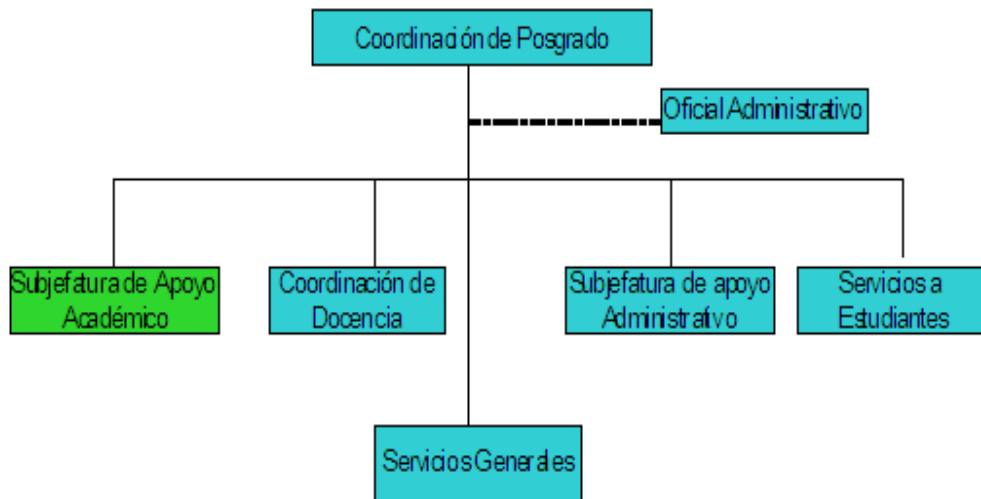 Coordinación de Posgrado
Oficial Administrativo
Subjefatura de Apoyo
Académico
Coordinación de
Docencia
Subjefatura de apoyo
Administrativo
Servicios a
Estudiantes
Servicios Generales